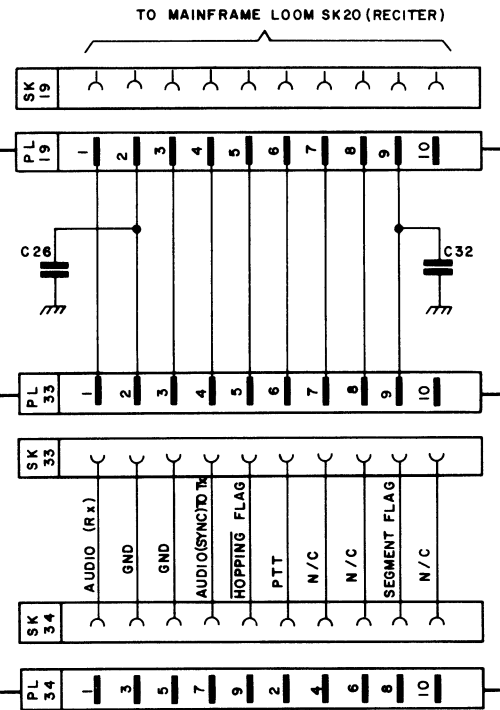 TO MAINFRAME LOOM SK20 (RECITER)
SK 19
PL 19
1 2 3 4 5 6 7 8 9 10
C26
C32
PL 33
1 2 3 4 5 6 7 8 9 10
SK 33
AUDIO (Rx)
GND
GND
AUDIO(SYNC)TO Tx
HOPPING FLAG
PTT
N/C
N/C
SEGMENT FLAG
N/C
SK 34
PL 34
1 3 5 7 9 2 4 6 8 10